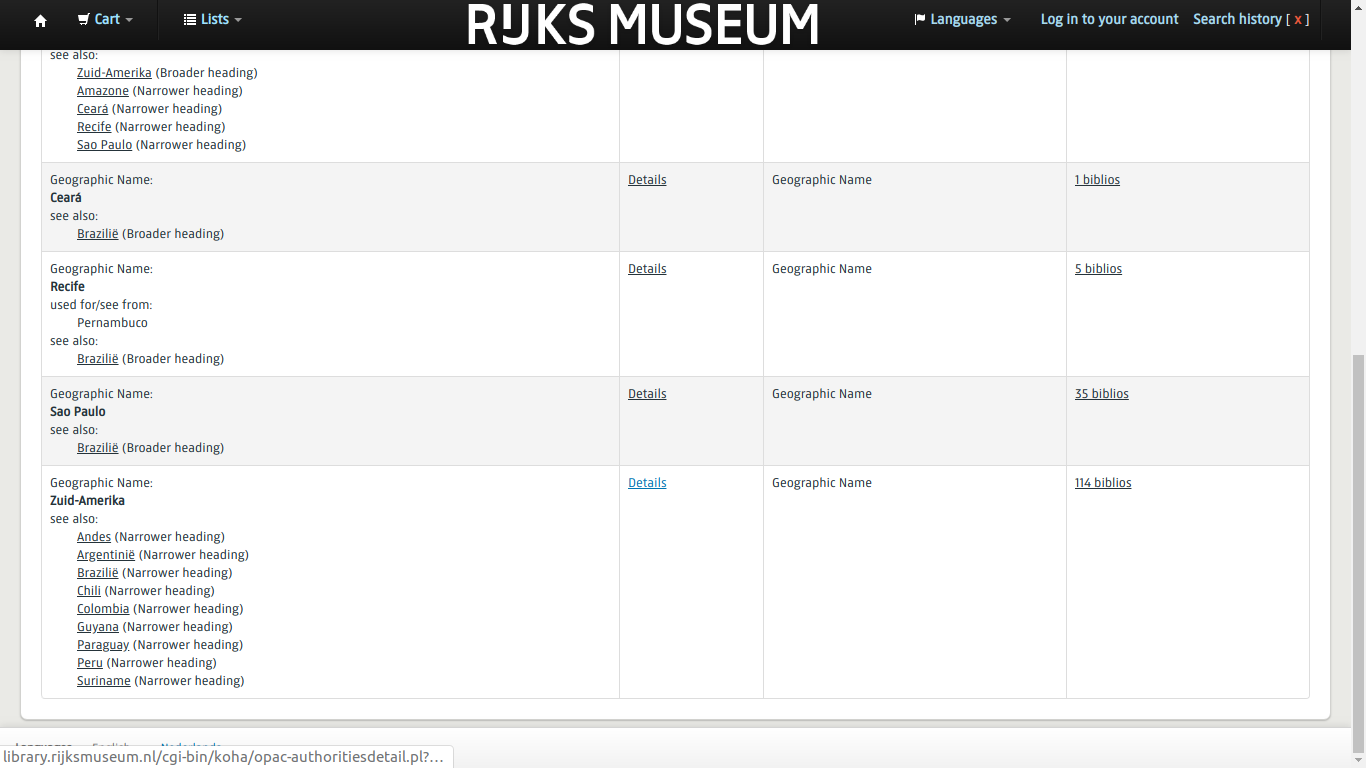 Cart
Lists
RIJKS MUSEUM
Languages
Log in to your account
Search history [ x ]
see also:
Zuid-Amerika (Broader heading)
Amazone (Narrower heading)
Ceará (Narrower heading)
Recife (Narrower heading)
Sao Paulo (Narrower heading)
Geographic Name:
Ceará
see also:
Brazilië (Broader heading)
Details
Geographic Name
1 biblios
Geographic Name:
Recife
used for/see from:
Pernambuco
see also:
Brazilië (Broader heading)
Details
Geographic Name
5 biblios
Geographic Name:
Sao Paulo
see also:
Brazilië (Broader heading)
Details
Geographic Name
35 biblios
Geographic Name:
Zuid-Amerika
see also:
Andes (Narrower heading)
Argentinië (Narrower heading)
Brazilië (Narrower heading)
Chili (Narrower heading)
Colombia (Narrower heading)
Guyana (Narrower heading)
Paraguay (Narrower heading)
Peru (Narrower heading)
Suriname (Narrower heading)
Details
Geographic Name
114 biblios
library.rijksmuseum.nl/cgi-bin/koha/opac-authoritiesdetail.pl?...